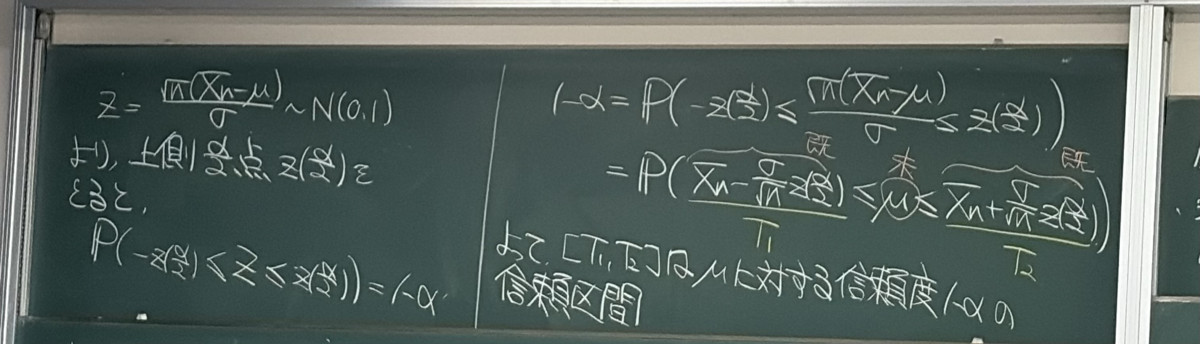 Z = √n(X̄n-μ)/σ ~ N(0,1)
より, 上側 α/2 点 z(α/2) を
とると,
P(-z(α/2) ≤ Z ≤ z(α/2)) = 1-α
1-α = P(-z(α/2) ≤ √n(X̄n-μ)/σ ≤ z(α/2))
既 未 既
= P(X̄n - σ/√n z(α/2) ≤ μ ≤ X̄n + σ/√n z(α/2))
T₁ T₂
よって, [T₁,T₂]は μに対する信頼度 1-α の
信頼区間